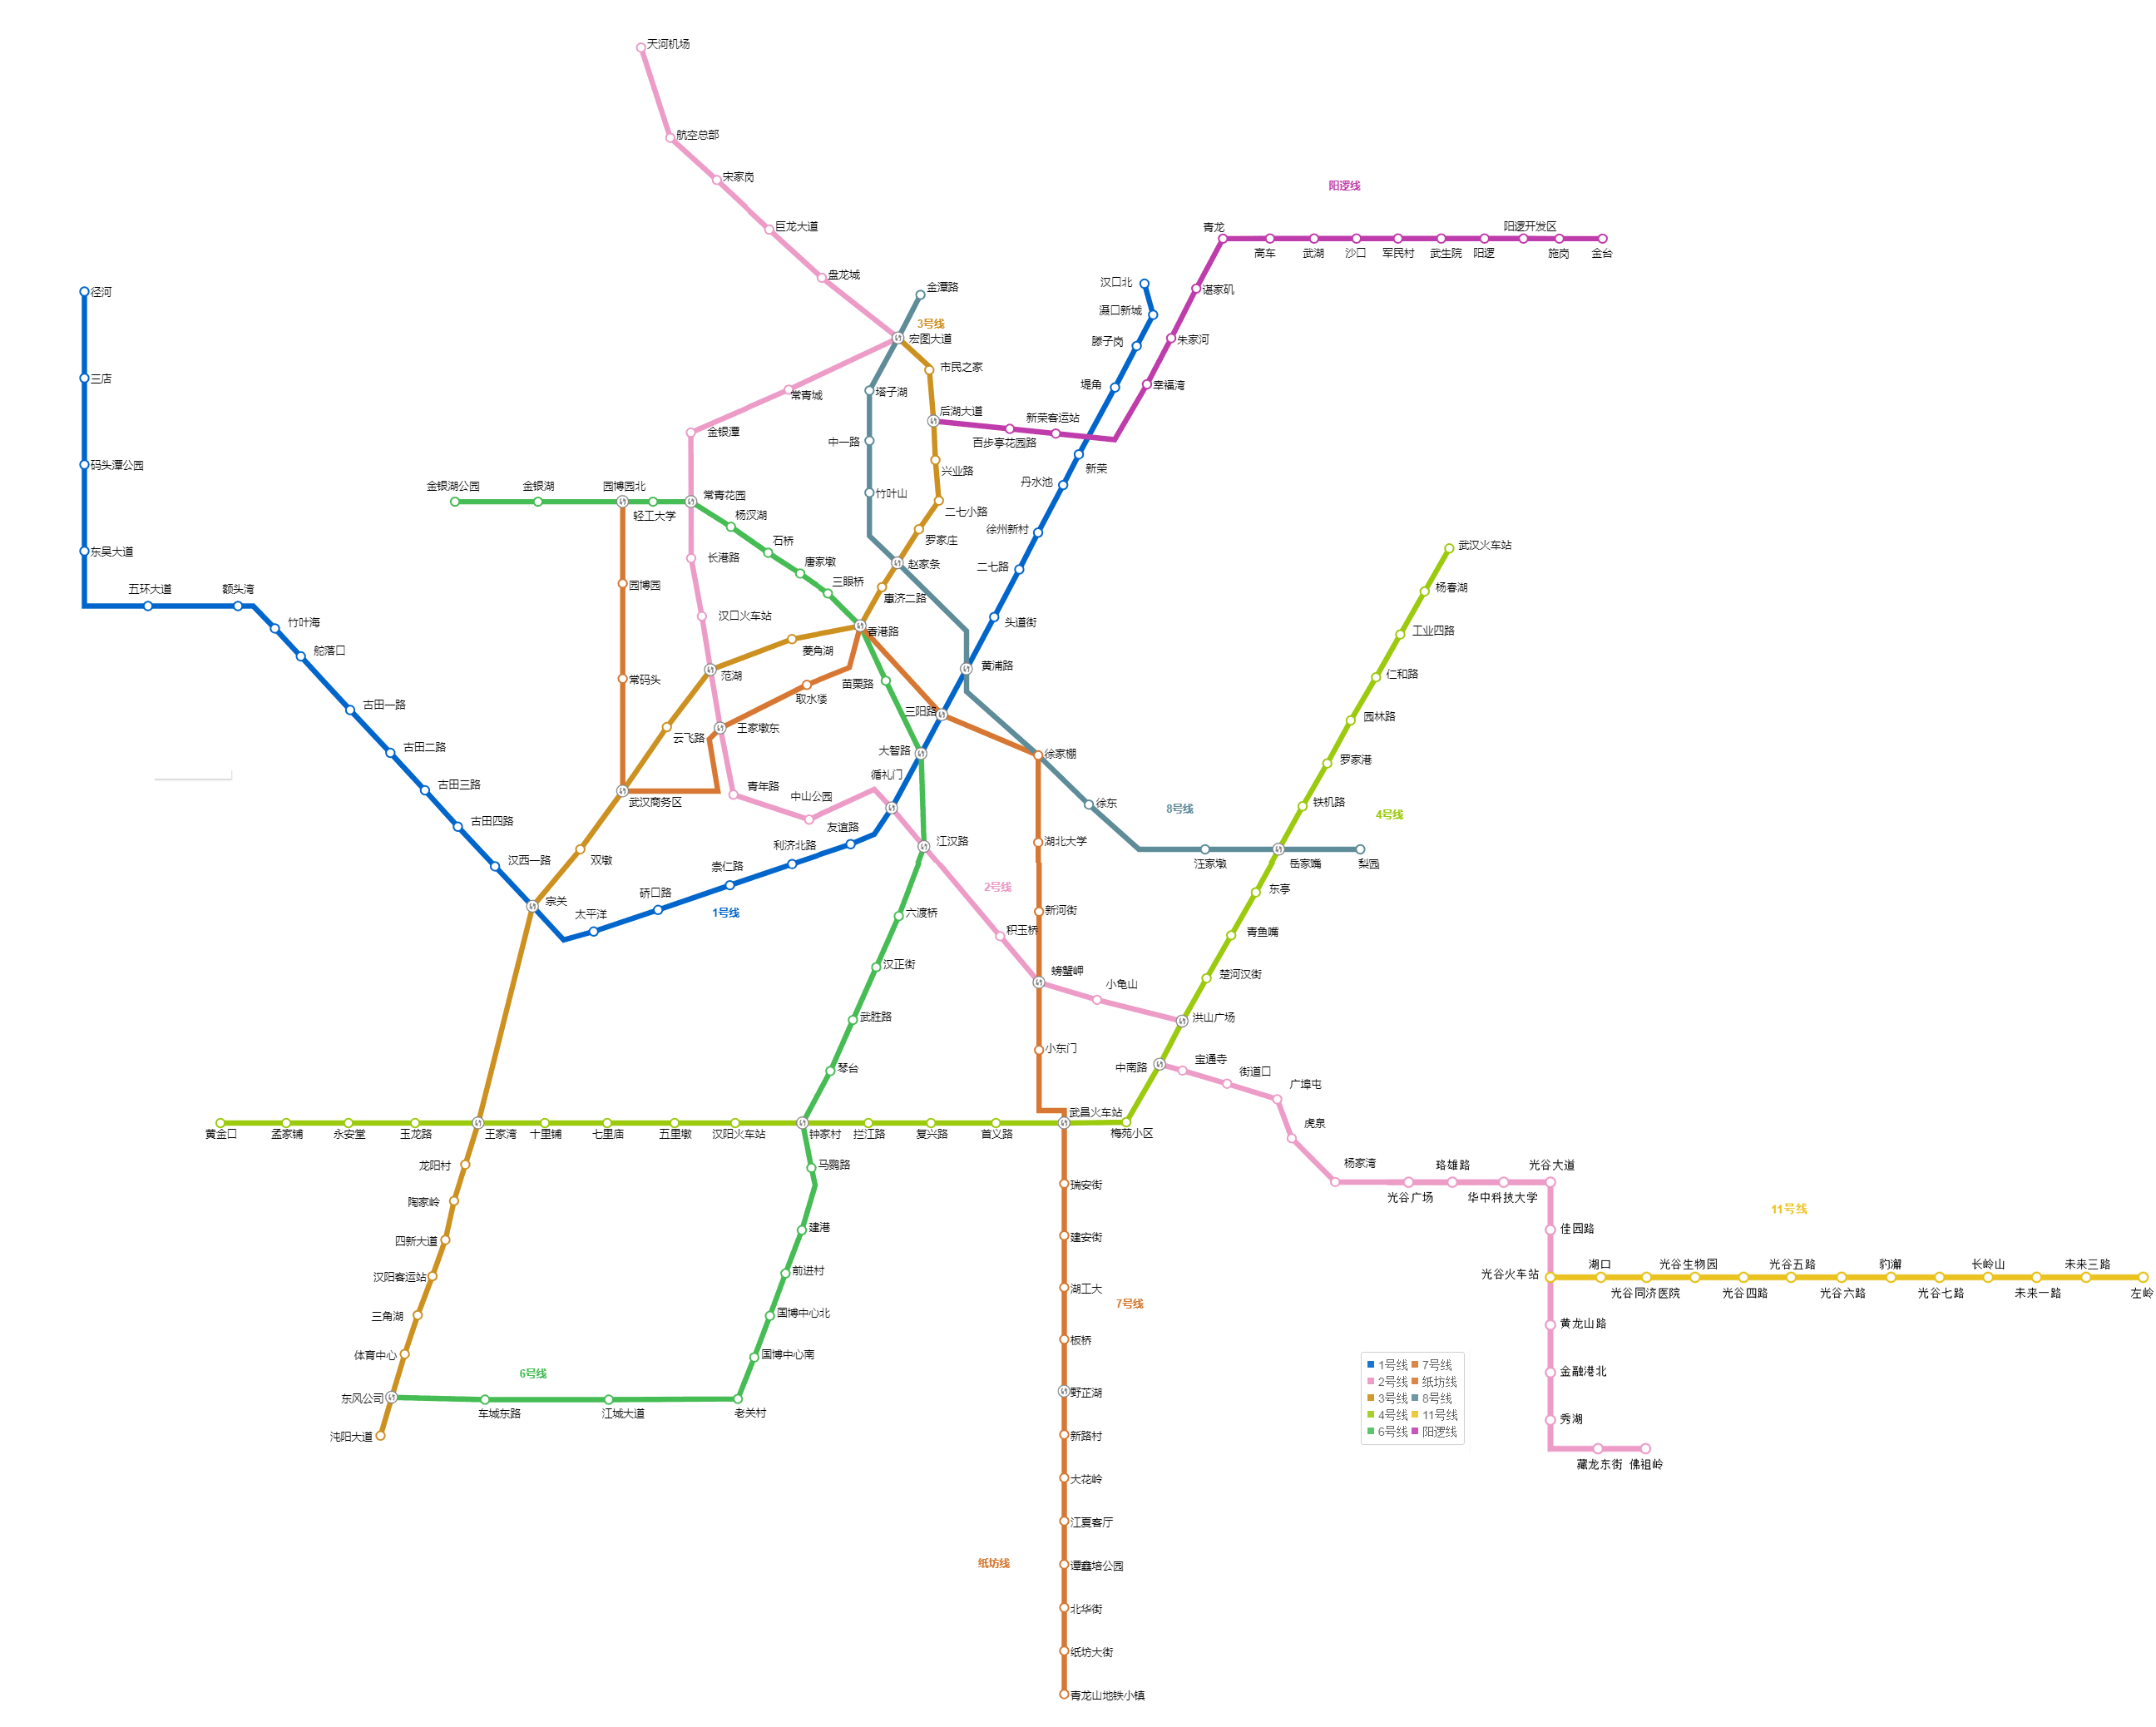 天河机场
航空总部
宋家岗
阳逻线
巨龙大道
青龙
阳逻开发区
高车
武湖
沙口
军民村
武生院
阳逻
施岗
金台
盘龙城
汉口北
金潭路
谌家矶
径河
滠口新城
3号线
宏图大道
滕子岗
朱家河
市民之家
三店
堤角
幸福湾
常青城
塔子湖
后湖大道
新荣客运站
金银潭
中一路
百步亭花园路
码头潭公园
兴业路
新荣
金银湖公园
金银湖
园博园北
常青花园
竹叶山
丹水池
轻工大学
杨汊湖
二七小路
徐州新村
石桥
罗家庄
武汉火车站
东吴大道
长港路
唐家墩
赵家条
二七路
三眼桥
园博园
杨春湖
五环大道
额头湾
惠济二路
汉口火车站
竹叶海
头道街
香港路
工业四路
舵落口
菱角湖
黄浦路
范湖
常码头
苗栗路
仁和路
取水楼
古田一路
三阳路
园林路
王家墩东
云飞路
古田二路
大智路
徐家棚
罗家港
循礼门
古田三路
青年路
中山公园
武汉商务区
徐东
铁机路
8号线
4号线
古田四路
友谊路
利济北路
江汉路
湖北大学
汉西一路
双墩
崇仁路
汪家墩
岳家嘴
梨园
2号线
硚口路
东亭
宗关
太平洋
1号线
六渡桥
新河街
积玉桥
青鱼嘴
汉正街
螃蟹岬
楚河汉街
小龟山
武胜路
洪山广场
小东门
宝通寺
琴台
中南路
街道口
广埠屯
武昌火车站
虎泉
黄金口
孟家铺
永安堂
玉龙路
王家湾
十里铺
七里庙
五里墩
汉阳火车站
钟家村
拦江路
复兴路
首义路
梅苑小区
龙阳村
马鹦路
杨家湾
珞雄路
光谷大道
瑞安街
光谷广场
华中科技大学
陶家岭
11号线
建港
佳园路
四新大道
建安街
湖口
光谷生物园
光谷五路
豹澥
长岭山
未来三路
汉阳客运站
前进村
光谷火车站
湖工大
光谷同济医院
光谷四路
光谷六路
光谷七路
未来一路
左岭
三角湖
国博中心北
7号线
黄龙山路
板桥
体育中心
国博中心南
金融港北
6号线
东风公司
野芷湖
车城东路
江城大道
老关村
秀湖
沌阳大道
新路村
1号线 7号线
2号线 纸坊线
3号线 8号线
4号线 11号线
6号线 阳逻线
藏龙东街
佛祖岭
大花岭
江夏客厅
纸坊线
谭鑫培公园
北华街
纸坊大街
青龙山地铁小镇